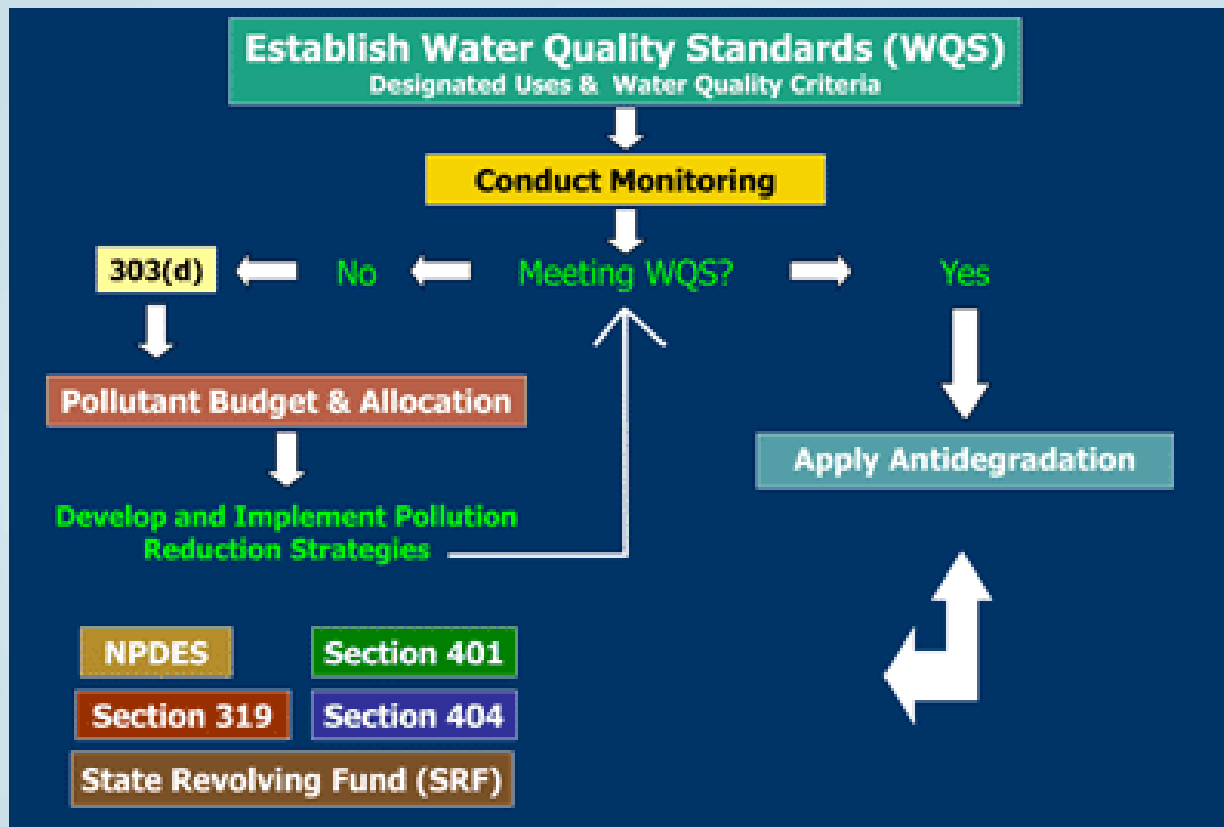 Establish Water Quality Standards (WQS)
Designated Uses & Water Quality Criteria
Conduct Monitoring
303(d)
No
Meeting WQS?
Yes
Pollutant Budget & Allocation
Apply Antidegradation
Develop and Implement Pollution
Reduction Strategies
NPDES
Section 401
Section 319
Section 404
State Revolving Fund (SRF)